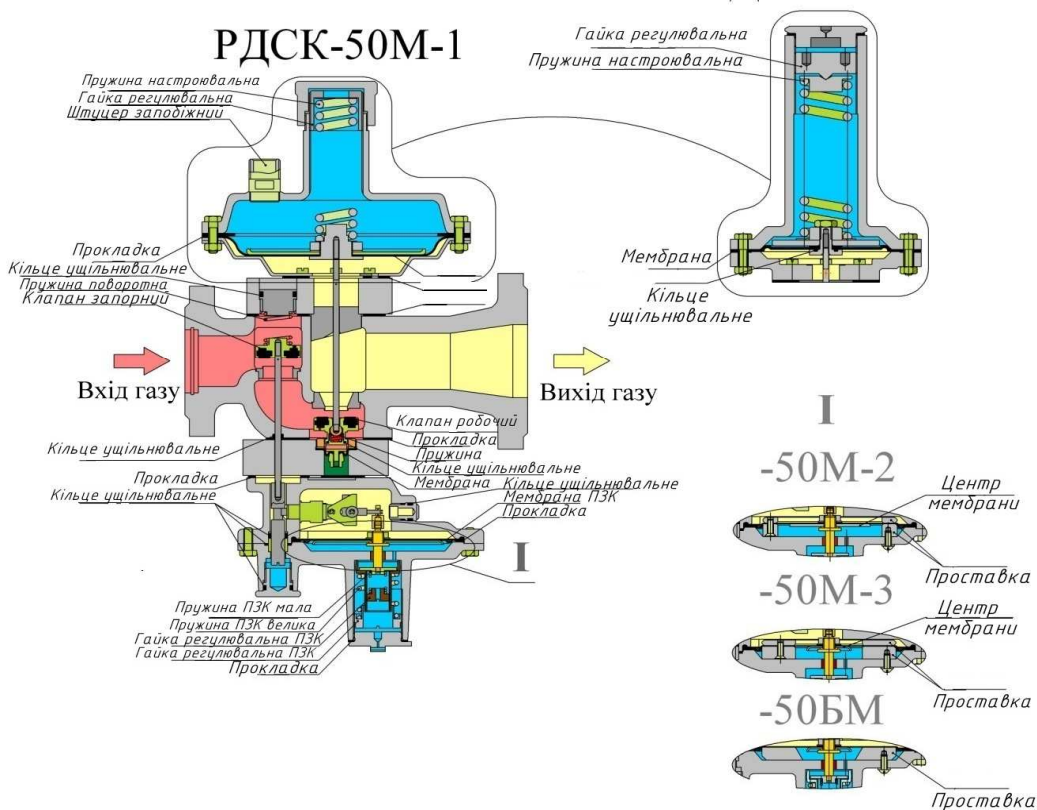 РДСК-50М-1
Пружина настроювальна
Гайка регулювальна
Штуцер запобіжний
Прокладка
Кільце ущільнювальне
Пружина поворотна
Клапан запорний
Вхід газу
Кільце ущільнювальне
Прокладка
Кільце ущільнювальне
Вихід газу
Клапан робочий
Прокладка
Пружина
Кільце ущільнювальне
Мембрана
Кільце ущільнювальне
Мембрана ПЗК
Прокладка
I
Пружина ПЗК мала
Пружина ПЗК велика
Гайка регулювальна ПЗК
Гайка регулювальна ПЗК
Прокладка
Гайка регулювальна
Пружина настроювальна
Мембрана
Кільце
ущільнювальне
I
-50М-2
Центр
мембрани
Проставка
-50М-3
Центр
мембрани
Проставка
-50БМ
Проставка